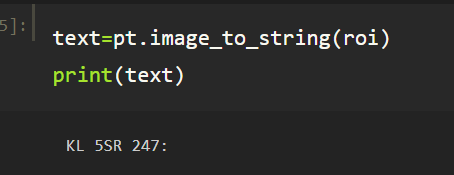 5]:
text=pt.image_to_string(roi)
print(text)
KL 5SR 247: